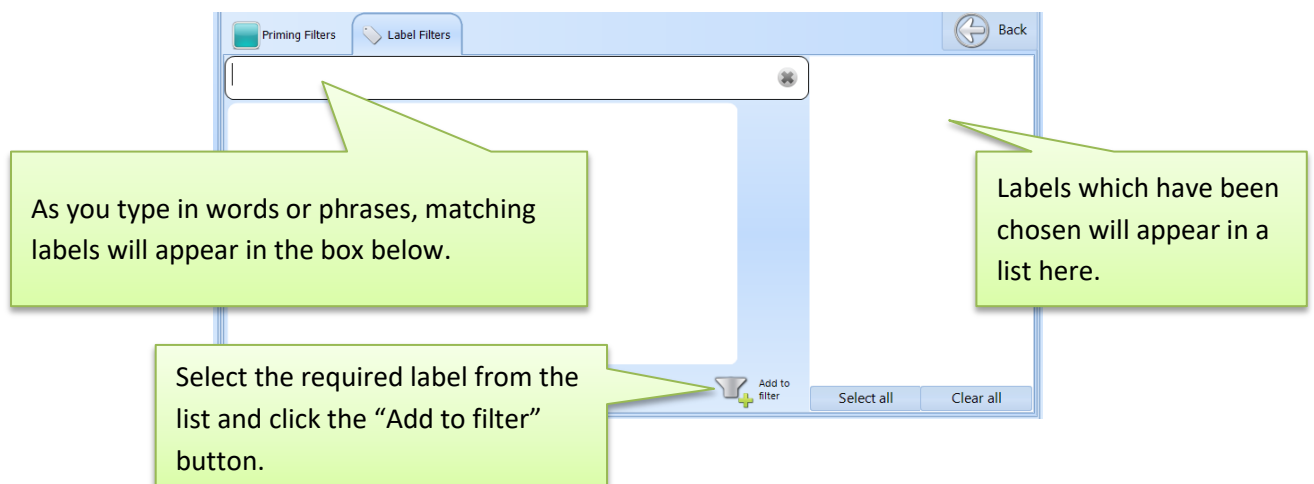 Priming Filters
Label Filters
Back
As you type in words or phrases, matching
labels will appear in the box below.
Labels which have been
chosen will appear in a
list here.
Select the required label from the
list and click the “Add to filter”
button.
Add to
filter
Select all
Clear all